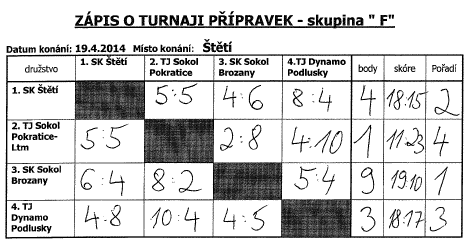 ZÁPIS O TURNAJI PŘÍPRAVEK - skupina " F"
Datum konání: 19.4.2014 Místo konání: Štětí
družstvo 1. SK Štětí 2. TJ Sokol Pokratice 3. SK Sokol Brozany 4.TJ Dynamo Podlusky body skóre Pořadí
1. SK Štětí 5:5 4:6 8:4 4 18:15 2
2. TJ Sokol Pokratice-Ltm 5:5 2:8 4:10 1 11:23 4
3. SK Sokol Brozany 6:4 8:2 5:4 9 19:10 1
4. TJ Dynamo Podlusky 4:8 10:4 4:5 3 18:17 3